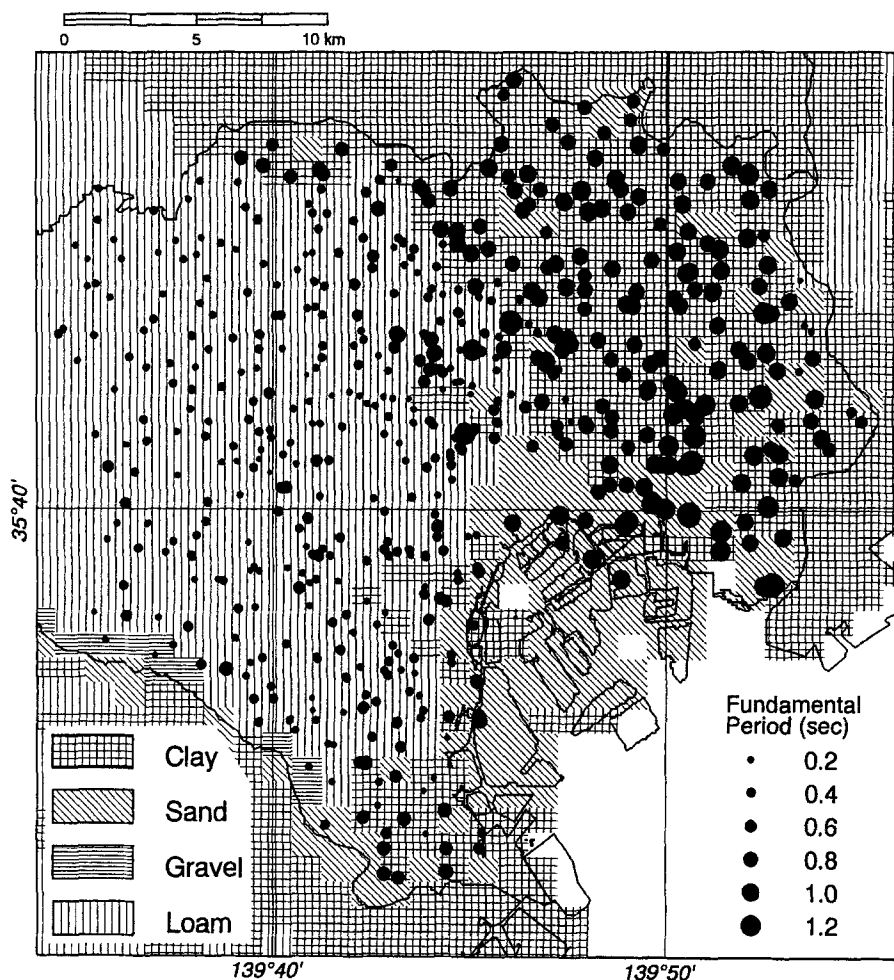 0 5 10 km
35°40'
Clay
Sand
Gravel
Loam
Fundamental
Period (sec)
0.2
0.4
0.6
0.8
1.0
1.2
139°40'
139°50'